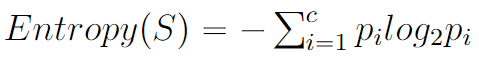 Entropy(S) = − ∑_{i=1}^{c} p_i log_2 p_i